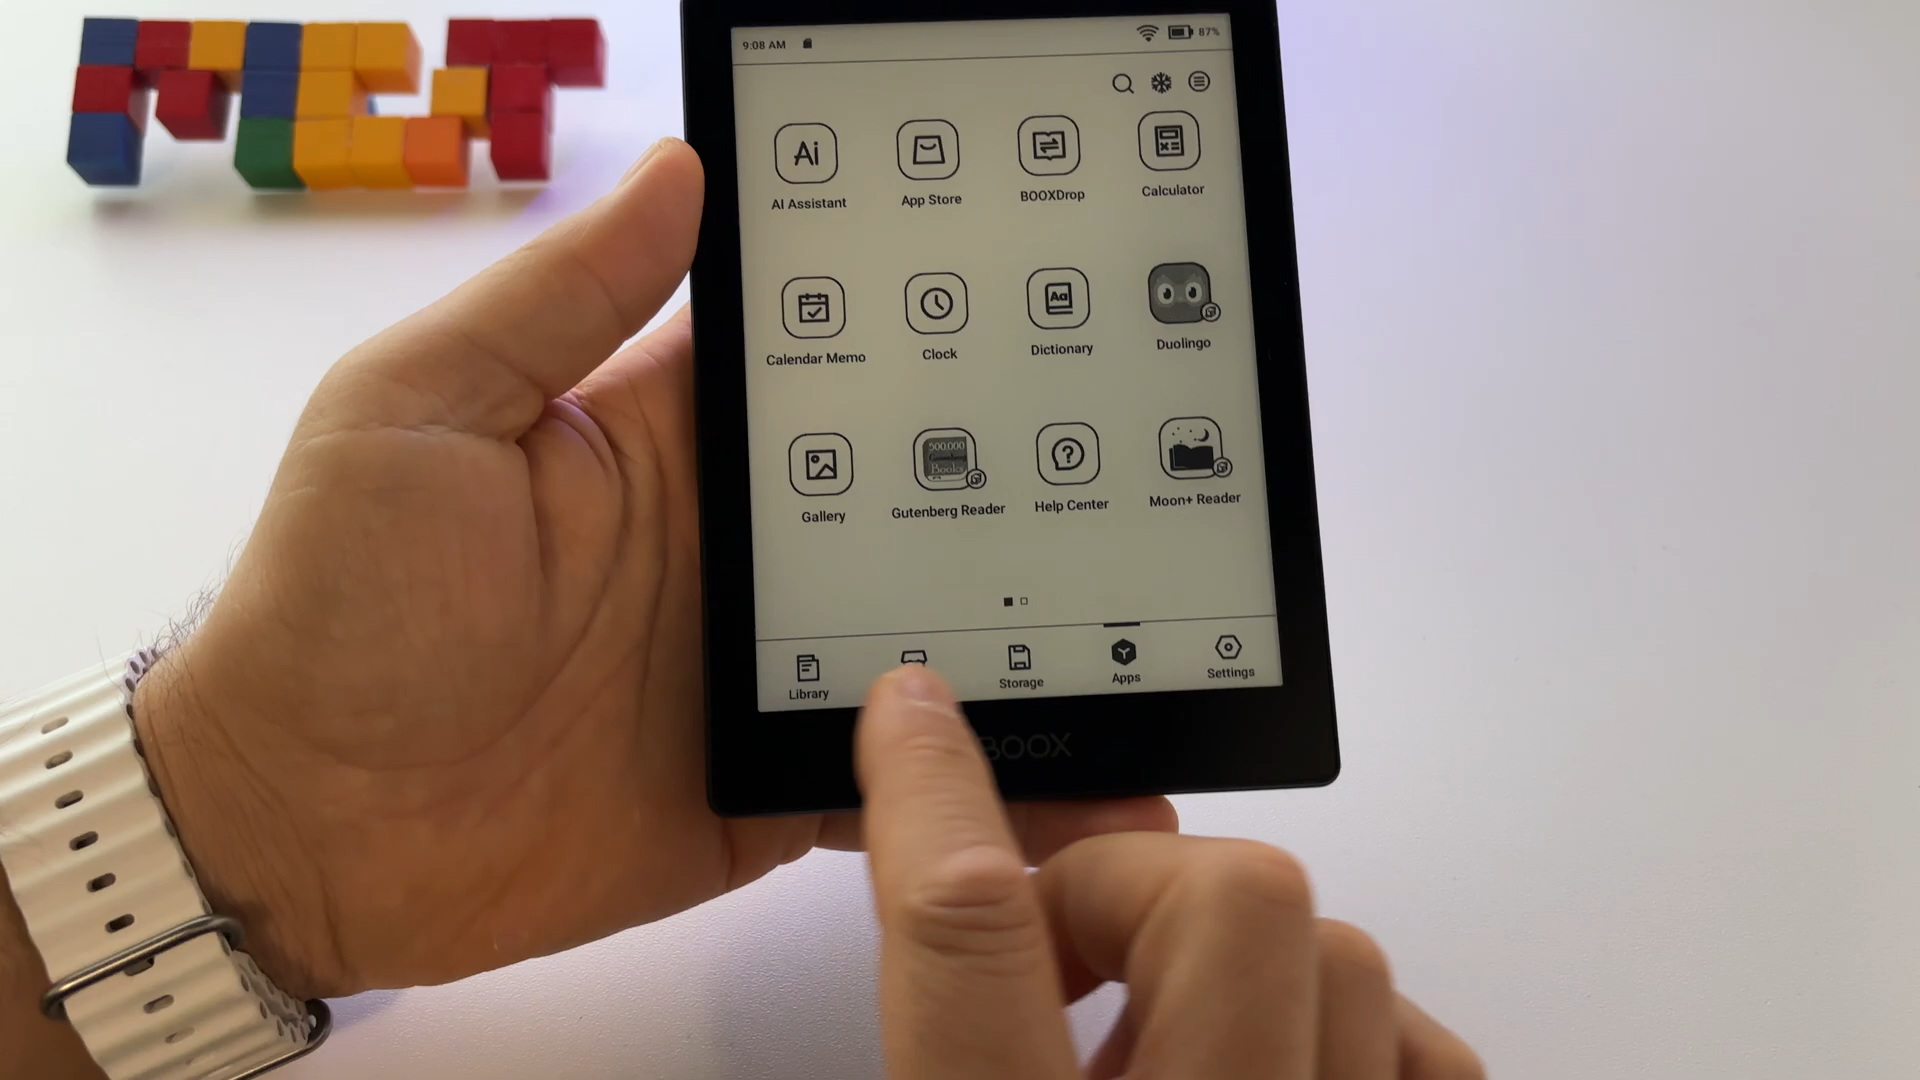 9:08 AM
87%
Ai
AI Assistant
App Store
BOOXDrop
Calculator
Calendar Memo
Clock
Aa
Dictionary
Duolingo
Gallery
500,000
Gutenberg
Books
Gutenberg Reader
Help Center
Moon+ Reader
Library
Storage
Apps
Settings
BOOX